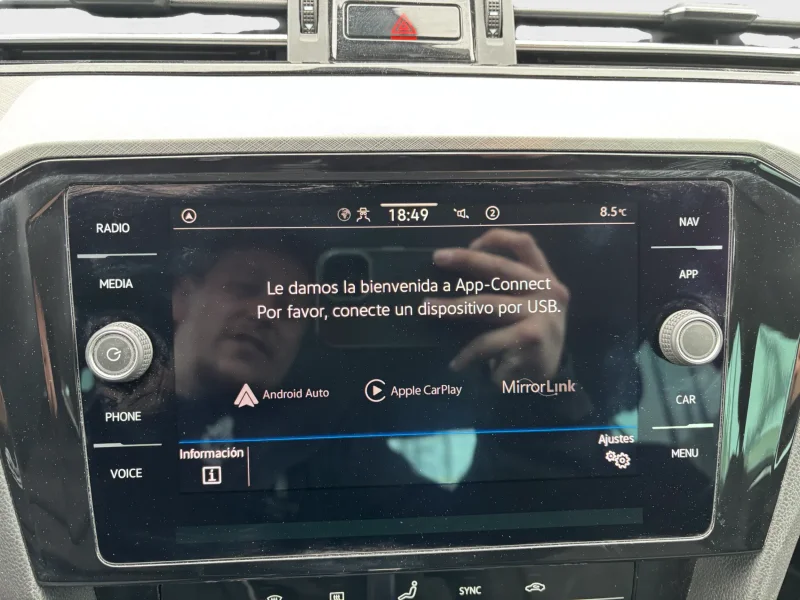 RADIO
MEDIA
PHONE
VOICE
18:49
2
8.5°C
Le damos la bienvenida a App-Connect
Por favor, conecte un dispositivo por USB.
Android Auto
Apple CarPlay
MirrorLink
Información
i
Ajustes
NAV
APP
CAR
MENU
SYNC